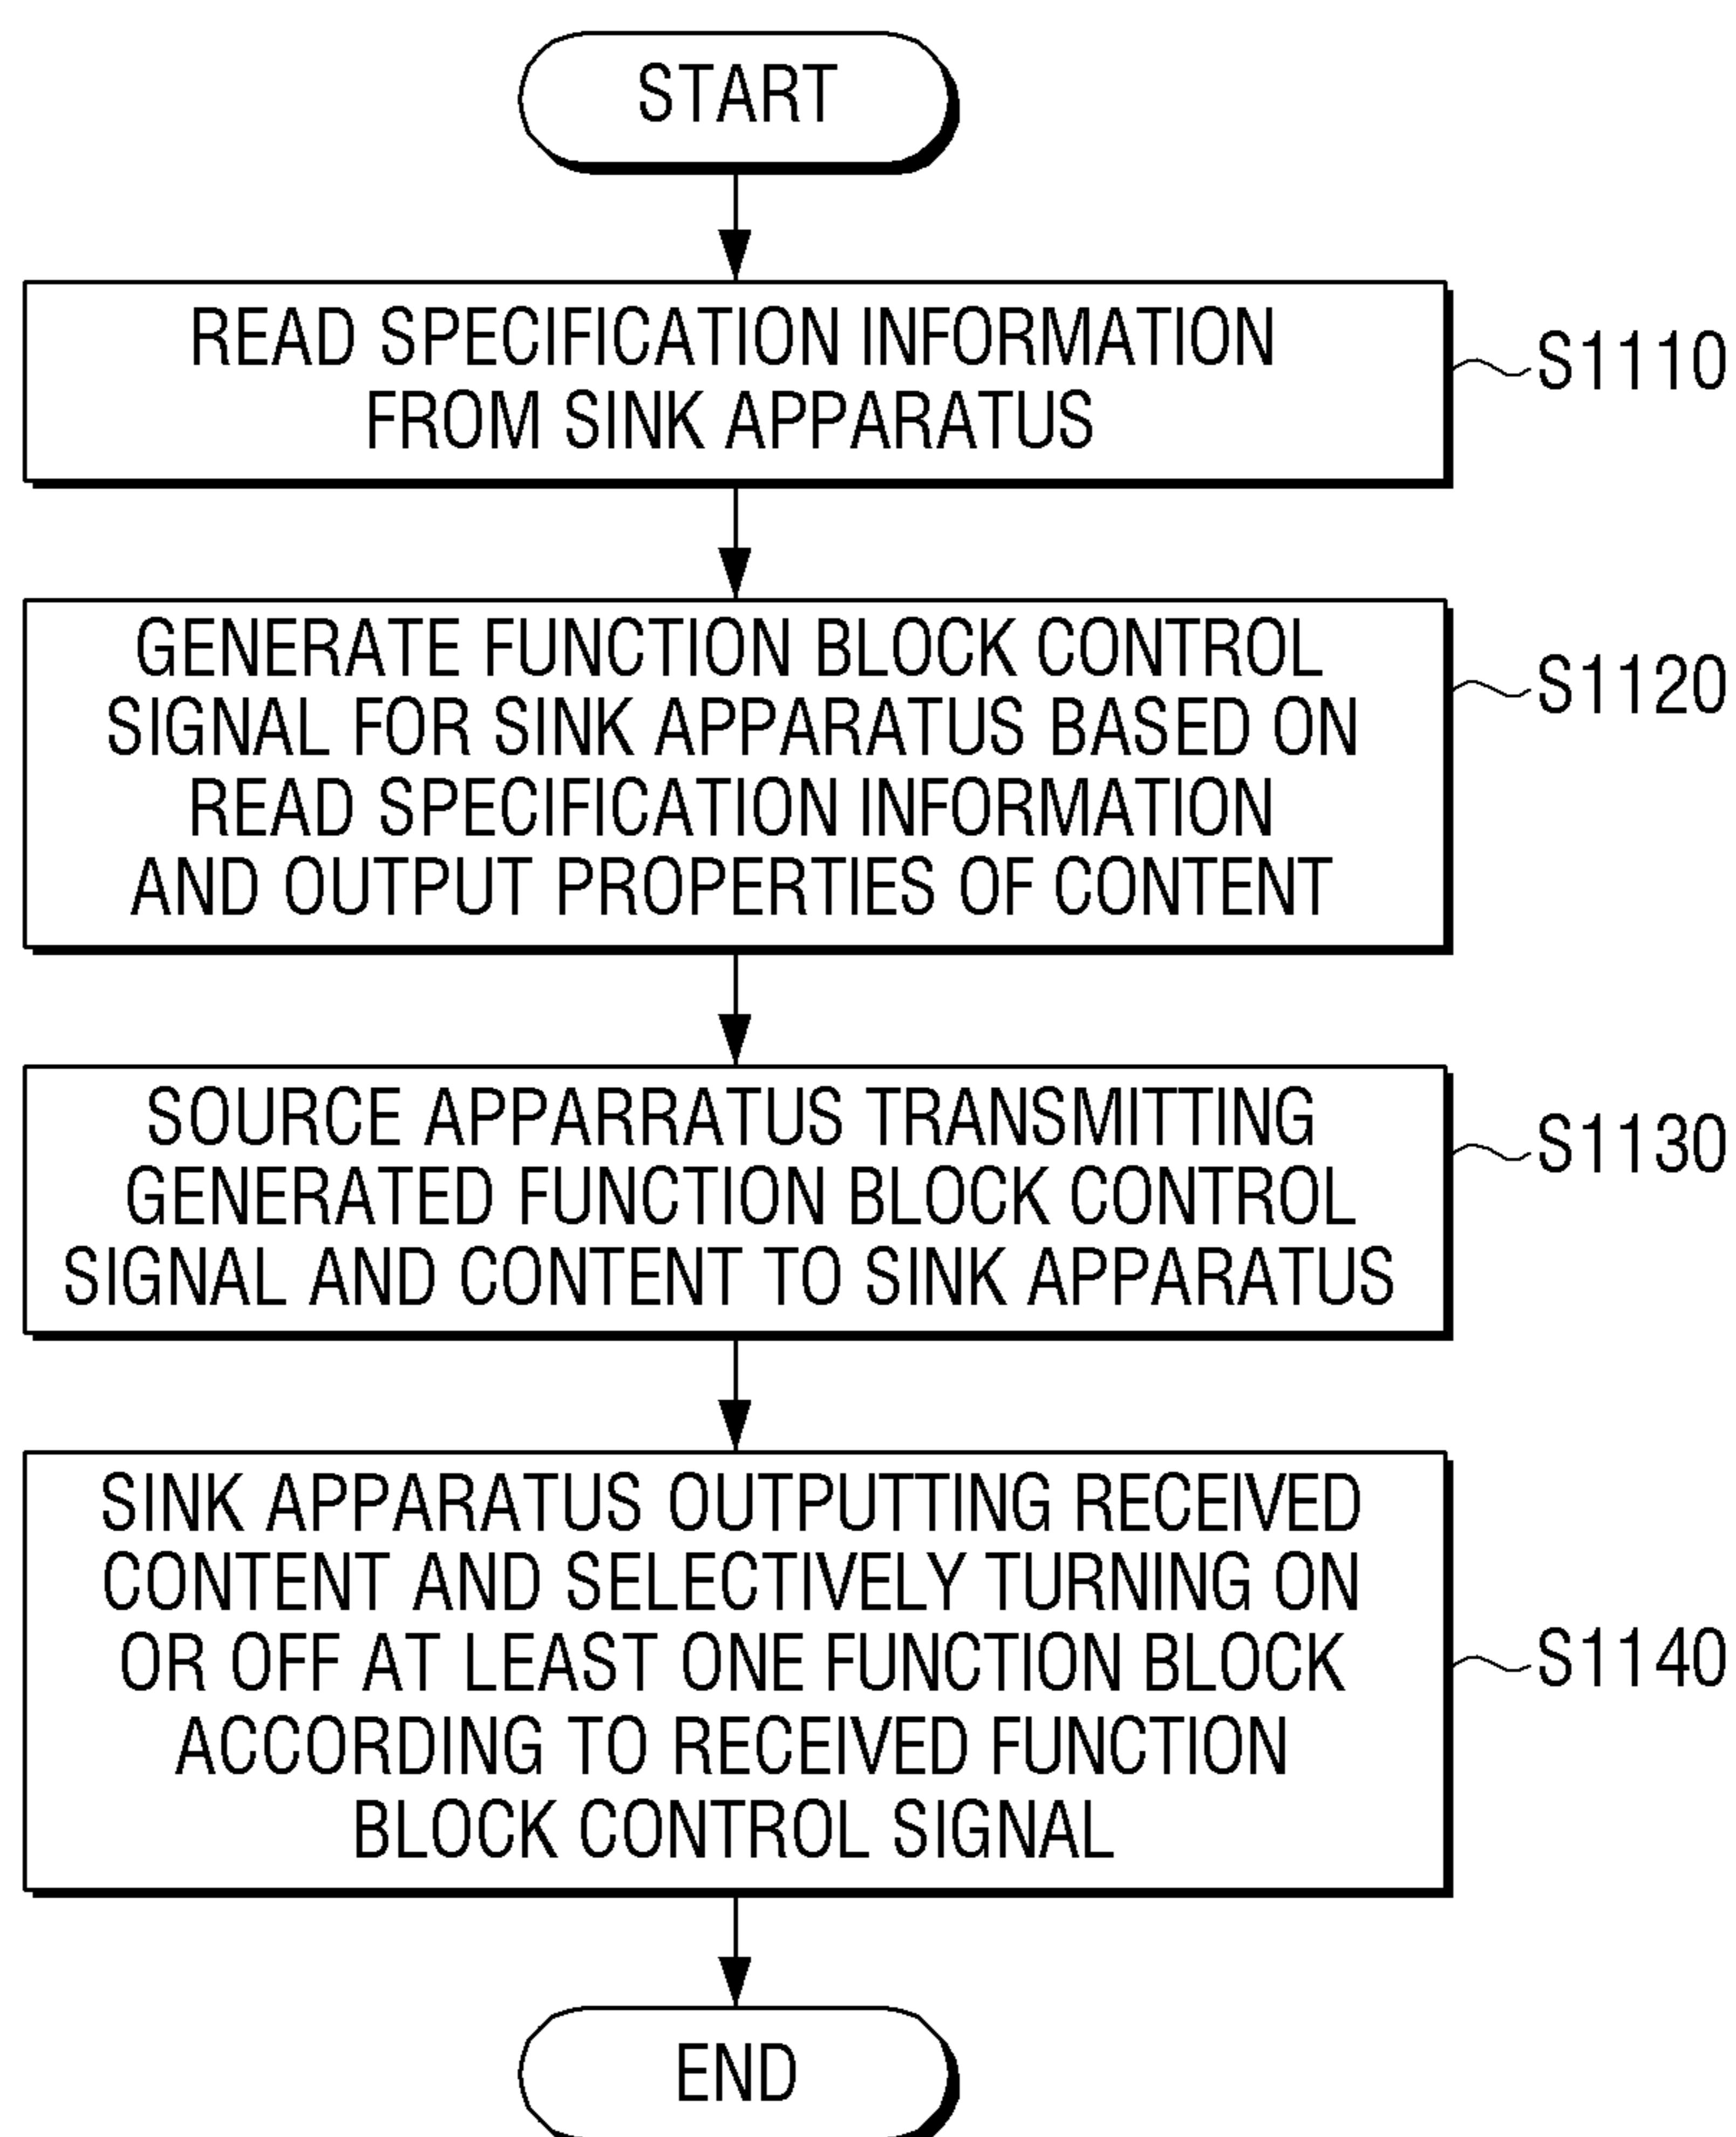 START
READ SPECIFICATION INFORMATION
FROM SINK APPARATUS
S1110
GENERATE FUNCTION BLOCK CONTROL
SIGNAL FOR SINK APPARATUS BASED ON
READ SPECIFICATION INFORMATION
AND OUTPUT PROPERTIES OF CONTENT
S1120
SOURCE APPARRATUS TRANSMITTING
GENERATED FUNCTION BLOCK CONTROL
SIGNAL AND CONTENT TO SINK APPARATUS
S1130
SINK APPARATUS OUTPUTTING RECEIVED
CONTENT AND SELECTIVELY TURNING ON
OR OFF AT LEAST ONE FUNCTION BLOCK
ACCORDING TO RECEIVED FUNCTION
BLOCK CONTROL SIGNAL
S1140
END